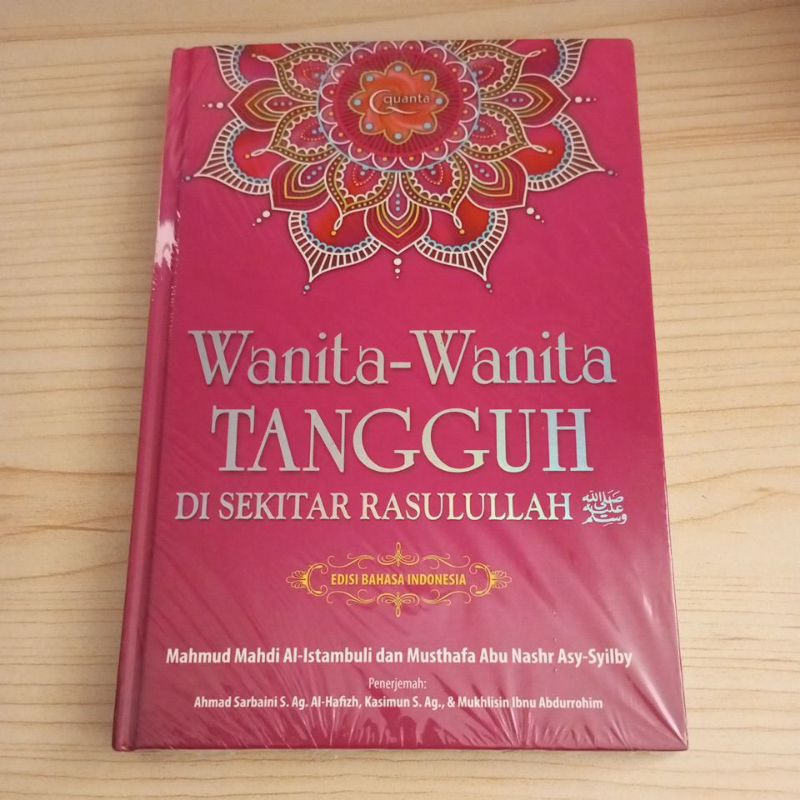 quanta
Wanita-Wanita
TANGGUH
DI SEKITAR RASULULLAH ﷺ
EDISI BAHASA INDONESIA
Mahmud Mahdi Al-Istambuli dan Musthafa Abu Nashr Asy-Syilby
Penerjemah:
Ahmad Sarbaini S. Ag. Al-Hafizh, Kasimun S. Ag., & Mukhlisin Ibnu Abdurrohim